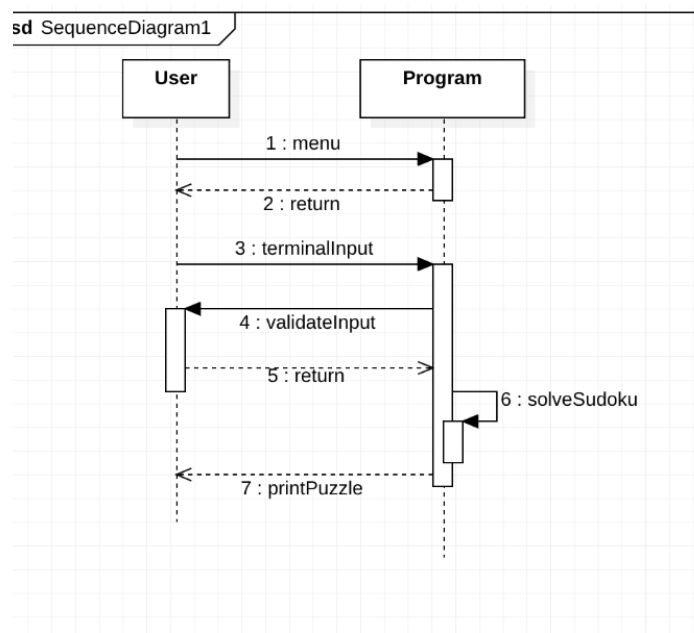 sd SequenceDiagram1
User
Program
1 : menu
2 : return
3 : terminalInput
4 : validateInput
5 : return
6 : solveSudoku
7 : printPuzzle